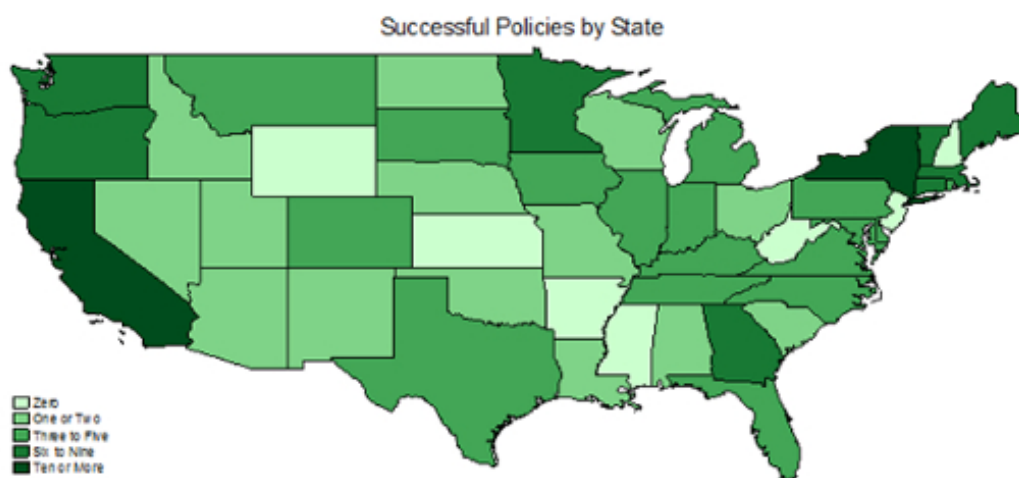 Successful Policies by State
Zero
One or Two
Three to Five
Six to Nine
Ten or More